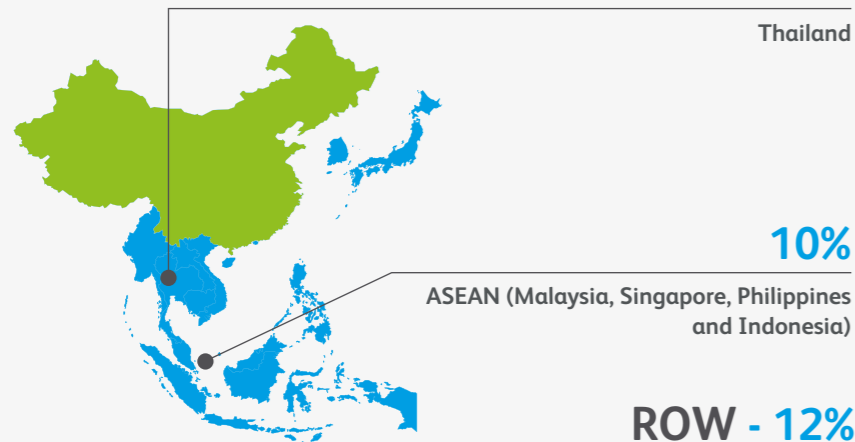 Thailand
10%
ASEAN (Malaysia, Singapore, Philippines
and Indonesia)
ROW - 12%